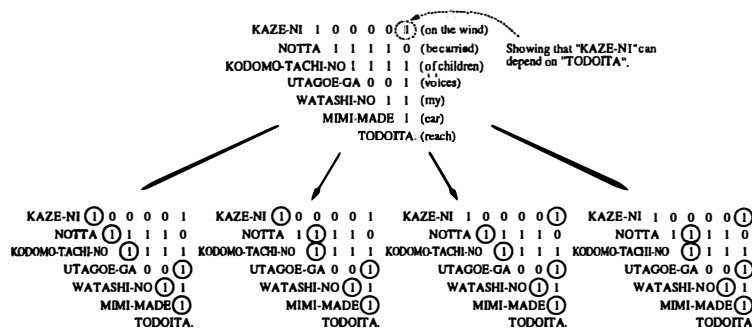 KAZE-NI 1 0 0 0 0 1 (on the wind)
NOTTA 1 1 1 1 0 (be carried)
KODOMO-TACHI-NO 1 1 1 1 (of children)
UTAGOE-GA 0 0 1 (voices)
WATASHI-NO 1 1 (my)
MIMI-MADE 1 (ear)
TODOITA. (reach)
Showing that "KAZE-NI" can
depend on "TODOITA".
KAZE-NI 1 0 0 0 0 1
NOTTA 1 1 1 1 0
KODOMO-TACHI-NO 1 1 1 1
UTAGOE-GA 0 0 1
WATASHI-NO 1 1
MIMI-MADE 1
TODOITA.
KAZE-NI 1 0 0 0 0 1
NOTTA 1 1 1 1 0
KODOMO-TACHI-NO 1 1 1 1
UTAGOE-GA 0 0 1
WATASHI-NO 1 1
MIMI-MADE 1
TODOITA.
KAZE-NI 1 0 0 0 0 1
NOTTA 1 1 1 1 0
KODOMO-TACHI-NO 1 1 1 1
UTAGOE-GA 0 0 1
WATASHI-NO 1 1
MIMI-MADE 1
TODOITA.
KAZE-NI 1 0 0 0 0 1
NOTTA 1 1 1 1 0
KODOMO-TACHI-NO 1 1 1 1
UTAGOE-GA 0 0 1
WATASHI-NO 1 1
MIMI-MADE 1
TODOITA.